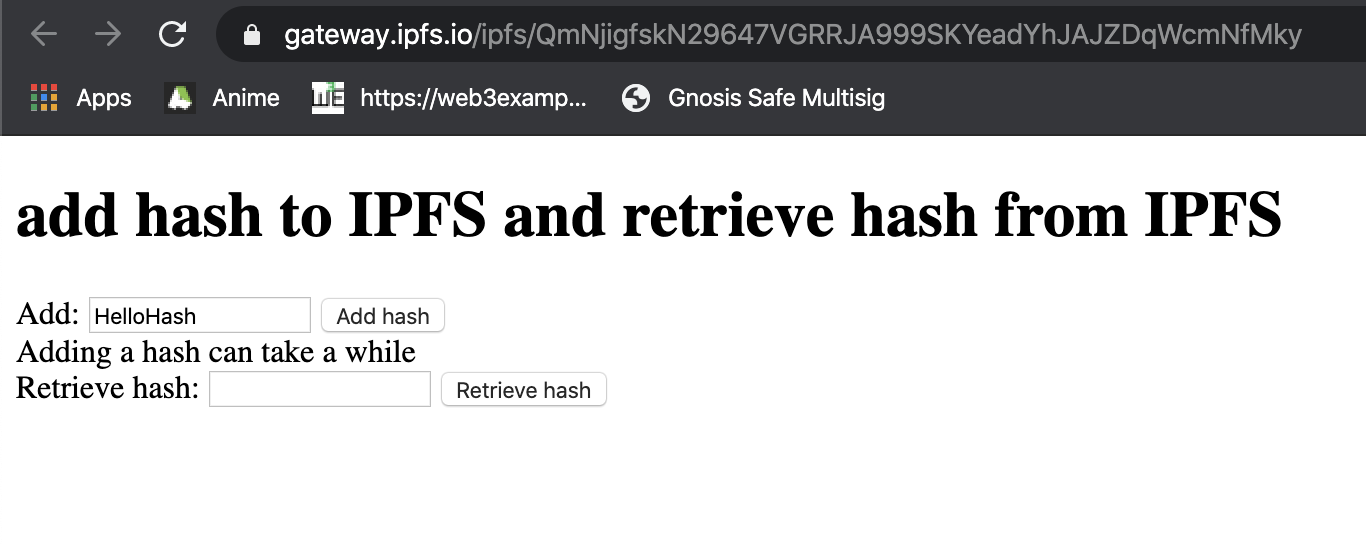 gateway.ipfs.io/ipfs/QmNjigfskN29647VGRRJA999SKYeadYhJAJZDqWcmNfMky
Apps Anime WE https://web3examp... Gnosis Safe Multisig
add hash to IPFS and retrieve hash from IPFS
Add: HelloHash Add hash
Adding a hash can take a while
Retrieve hash: Retrieve hash